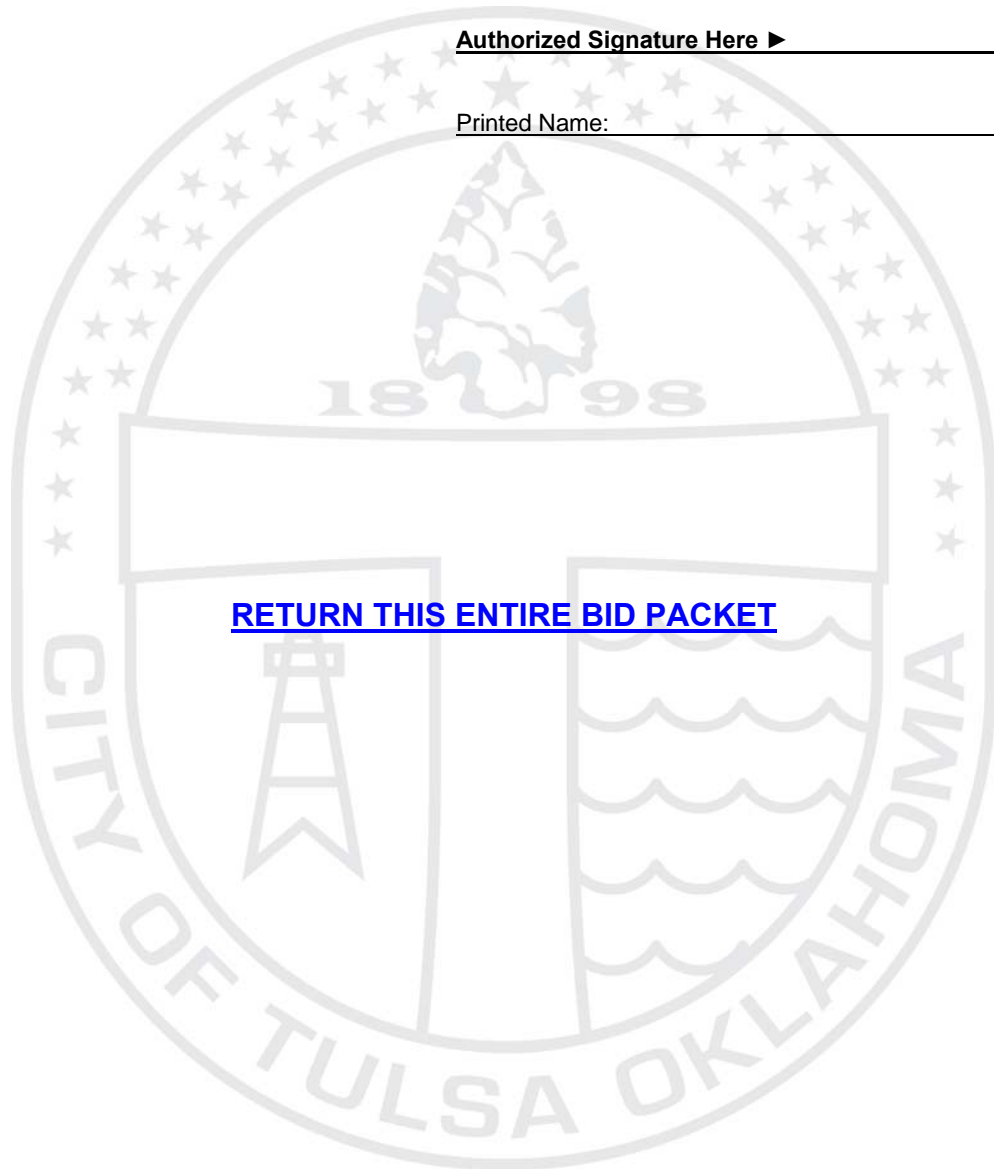 Authorized Signature Here ►
Printed Name:
18 98
RETURN THIS ENTIRE BID PACKET
CITY OF TULSA OKLAHOMA